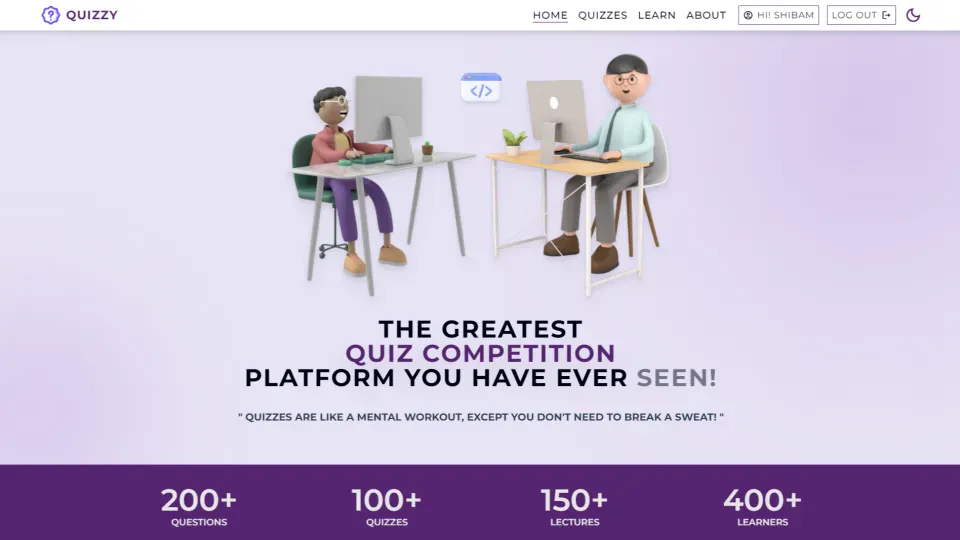 QUIZZY
HOME QUIZZES LEARN ABOUT HI! SHIBAM LOG OUT
</>
THE GREATEST
QUIZ COMPETITION
PLATFORM YOU HAVE EVER SEEN!
" QUIZZES ARE LIKE A MENTAL WORKOUT, EXCEPT YOU DON'T NEED TO BREAK A SWEAT! "
200+ 100+ 150+ 400+
QUESTIONS QUIZZES LECTURES LEARNERS